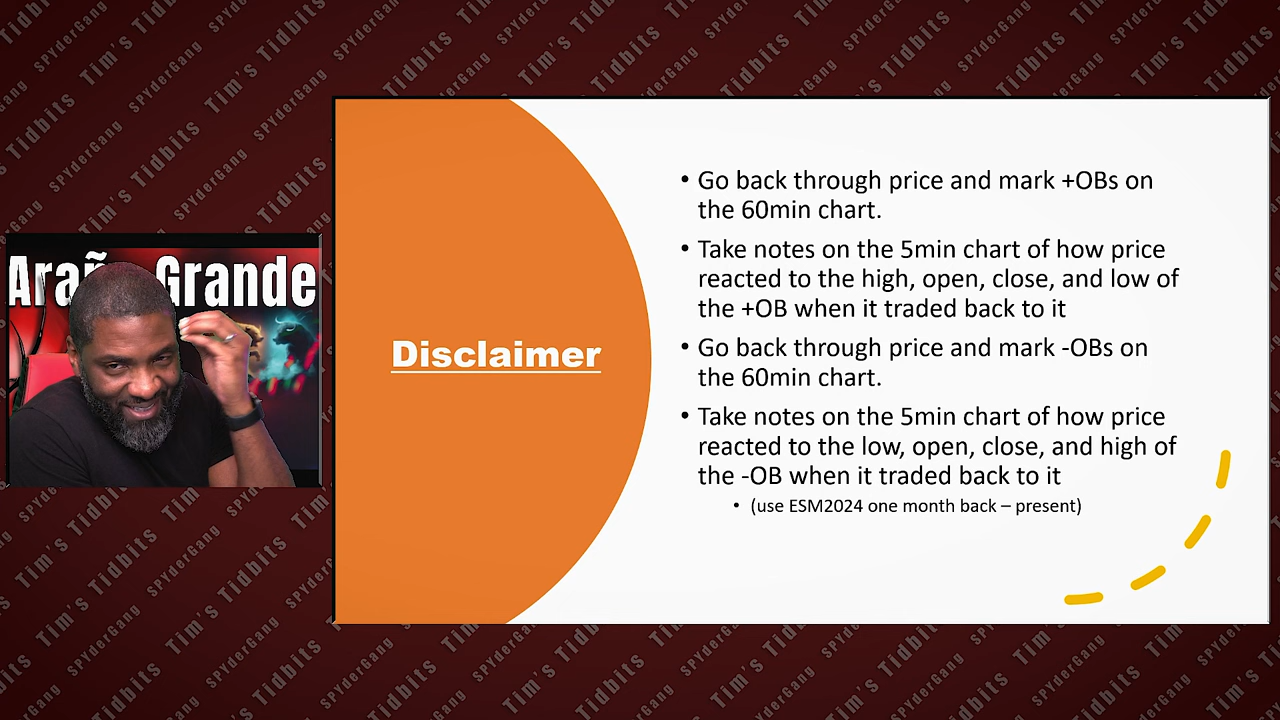 Araña Grande
Disclaimer
• Go back through price and mark +OBs on
the 60min chart.
• Take notes on the 5min chart of how price
reacted to the high, open, close, and low of
the +OB when it traded back to it
• Go back through price and mark -OBs on
the 60min chart.
• Take notes on the 5min chart of how price
reacted to the low, open, close, and high of
the -OB when it traded back to it
• (use ESM2024 one month back – present)
Tim's Tidbits
SPYderGang